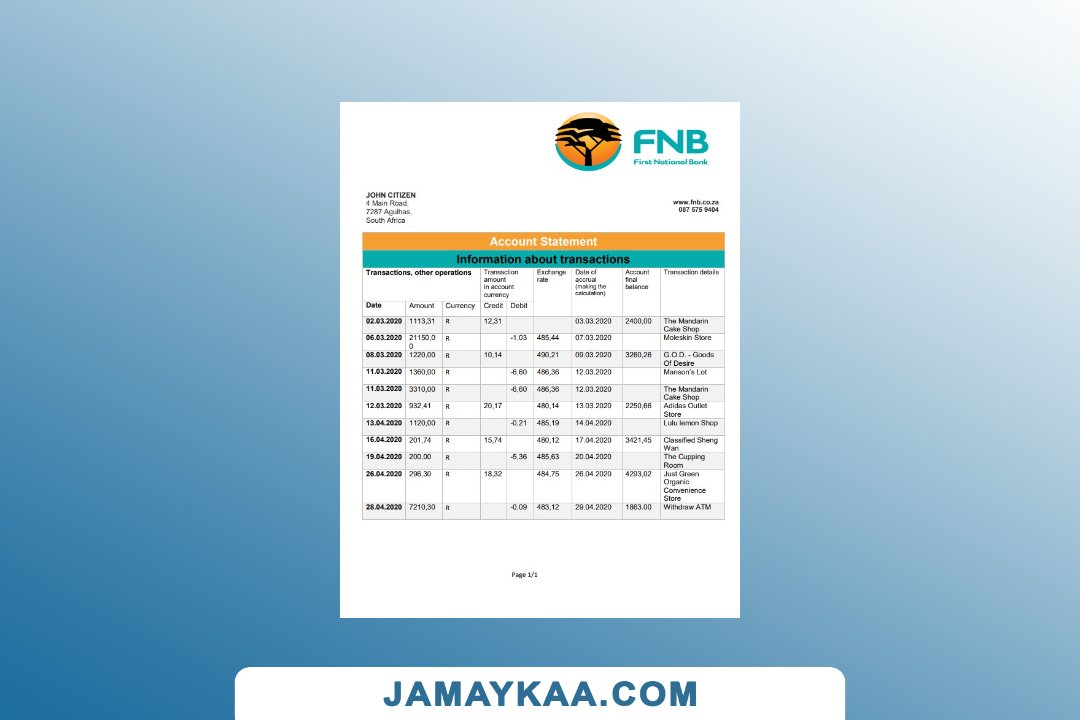 FNB
First National Bank
JOHN CITIZEN
4 Main Road,
7287 Agulhas,
South Africa
www.fnb.co.za
087 575 9404
Account Statement
Information about transactions
Transactions, other operations Transaction amount in account currency Exchange rate Date of accrual (making the calculation) Account final balance Transaction details
Date Amount Currency Credit Debit
02.03.2020 1113,31 R 12,31 03.03.2020 2400,00 The Mandarin Cake Shop
06.03.2020 21150,00 R -1,03 485,44 07.03.2020 Moleskin Store
08.03.2020 1220,00 R 10,14 490,21 09.03.2020 3260,26 G.O.D. - Goods Of Desire
11.03.2020 1360,00 R -6,60 486,36 12.03.2020 Manson's Lot
11.03.2020 3310,00 R -6,60 486,36 12.03.2020 The Mandarin Cake Shop
12.03.2020 932,41 R 20,17 480,14 13.03.2020 2250,66 Adidas Outlet Store
13.04.2020 1120,00 R -0,21 485,19 14.04.2020 Lulu lemon Shop
16.04.2020 201,74 R 15,74 480,12 17.04.2020 3421,45 Classified Sheng Wan
19.04.2020 200,00 R -5,36 485,63 20.04.2020 The Cupping Room
26.04.2020 296,30 R 18,32 484,75 26.04.2020 4293,02 Just Green Organic Convenience Store
28.04.2020 7210,30 R -0,09 483,12 29.04.2020 1863.00 Withdraw ATM
Page 1/1
JAMAYKAA.COM